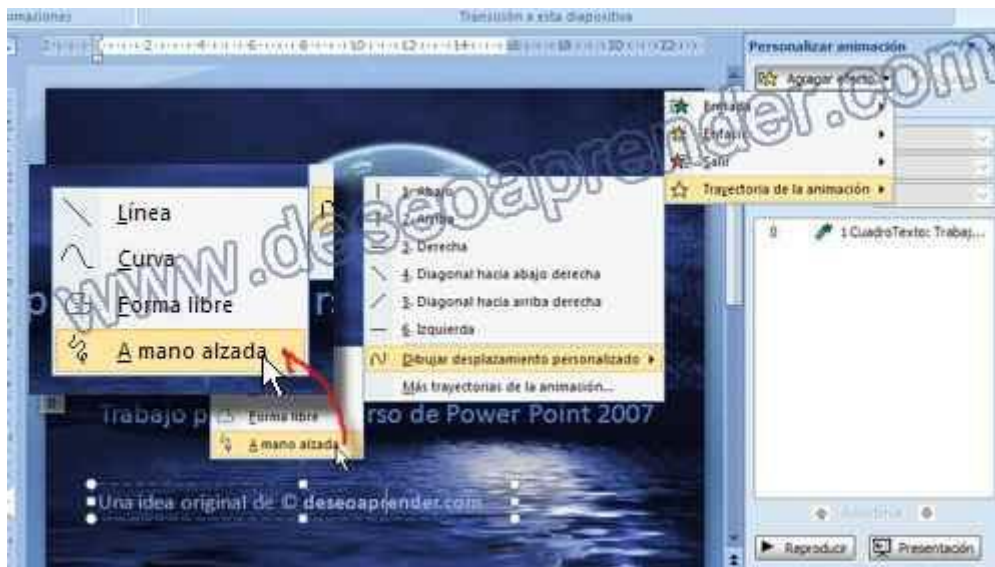 Transición a esta diapositiva
Personalizar animación
Agregar efecto
Entrada
Énfasis
Salir
Trayectoria de la animación
1. Abajo
2. Arriba
3. Derecha
4. Diagonal hacia abajo derecha
5. Diagonal hacia arriba derecha
6. Izquierda
Dibujar desplazamiento personalizado
Más trayectorias de la animación...
Línea
Curva
Forma libre
A mano alzada
Forma libre
A mano alzada
0 1 CuadroTexto: Trabaj...
Trabajo p
rso de Power Point 2007
Una idea original de © deseoaprender.com
Reproducir
Presentación
www.deseoaprender.com